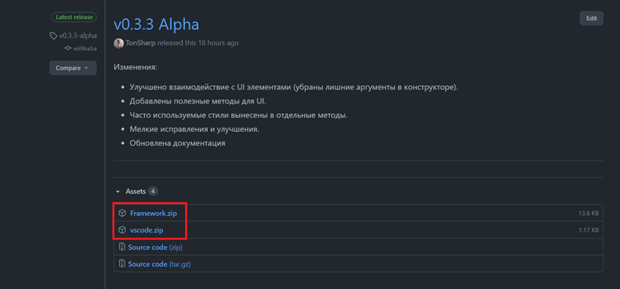 Latest release
v0.3.3-alpha
e69ba5a
Compare
v0.3.3 Alpha
Edit
TonSharp released this 18 hours ago
Изменения:
Улучшено взаимодействие с UI элементами (убраны лишние аргументы в конструкторе).
Добавлены полезные методы для UI.
Часто используемые стили вынесены в отдельные методы.
Мелкие исправления и улучшения.
Обновлена документация
Assets 4
Framework.zip 13.6 KB
vscode.zip 1.17 KB
Source code (zip)
Source code (tar.gz)